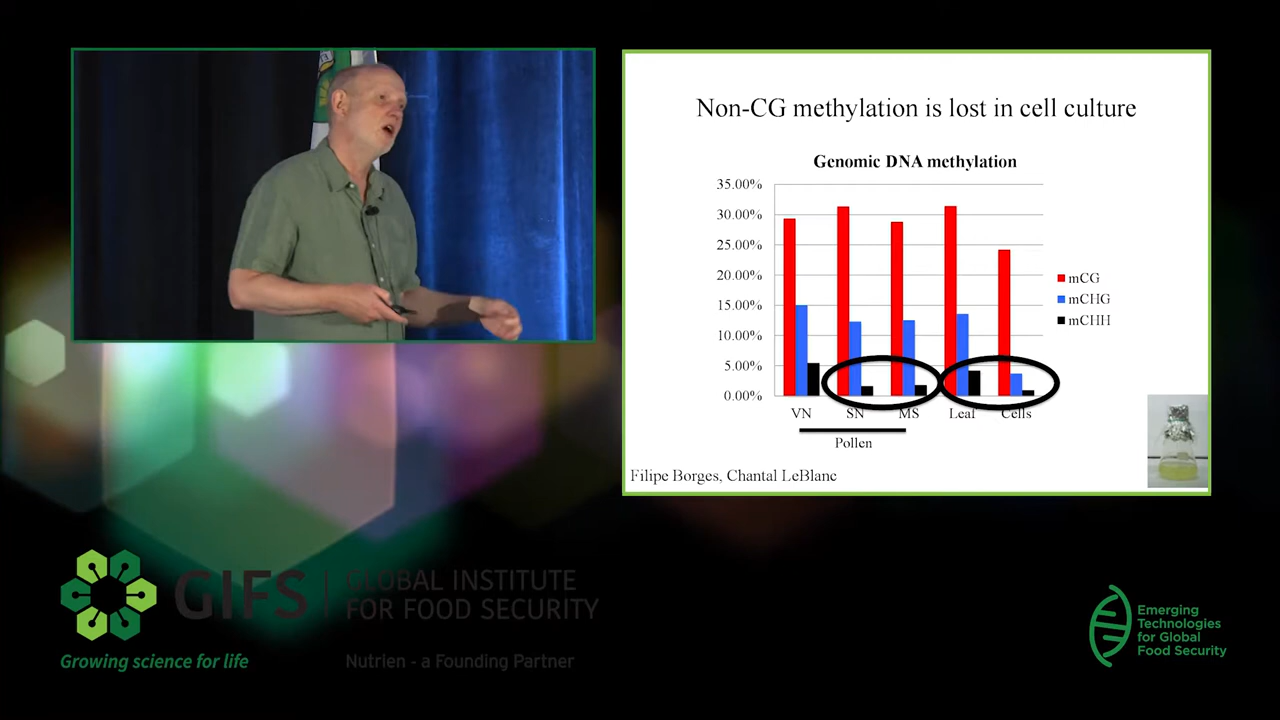 Non-CG methylation is lost in cell culture
Genomic DNA methylation
35.00%
30.00%
25.00%
20.00%
15.00%
10.00%
5.00%
0.00%
mCG
mCHG
mCHH
VN SN MS Leaf Cells
Pollen
Filipe Borges, Chantal LeBlanc
GIFS
GLOBAL INSTITUTE
FOR FOOD SECURITY
Growing science for life
Nutrien - a Founding Partner
Emerging
Technologies
for Global
Food Security